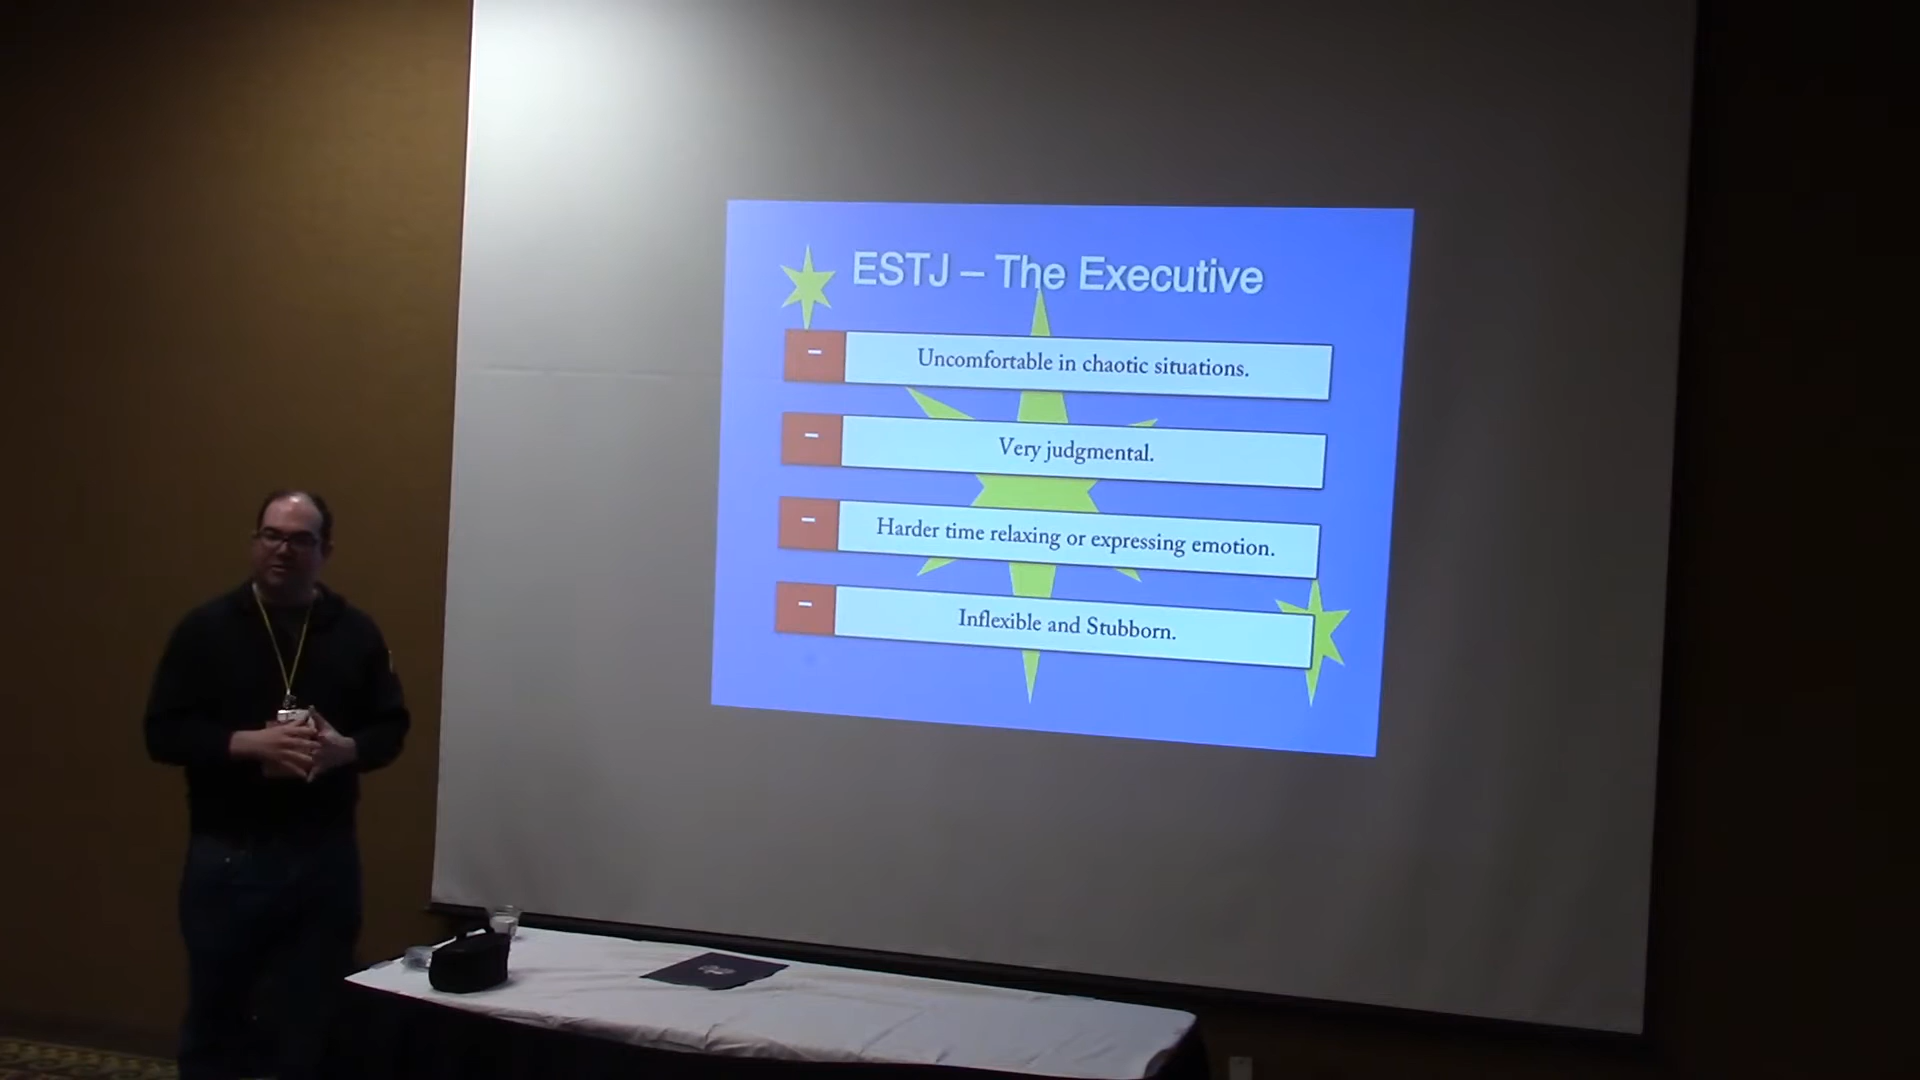 ESTJ – The Executive
– Uncomfortable in chaotic situations.
– Very judgmental.
– Harder time relaxing or expressing emotion.
– Inflexible and Stubborn.